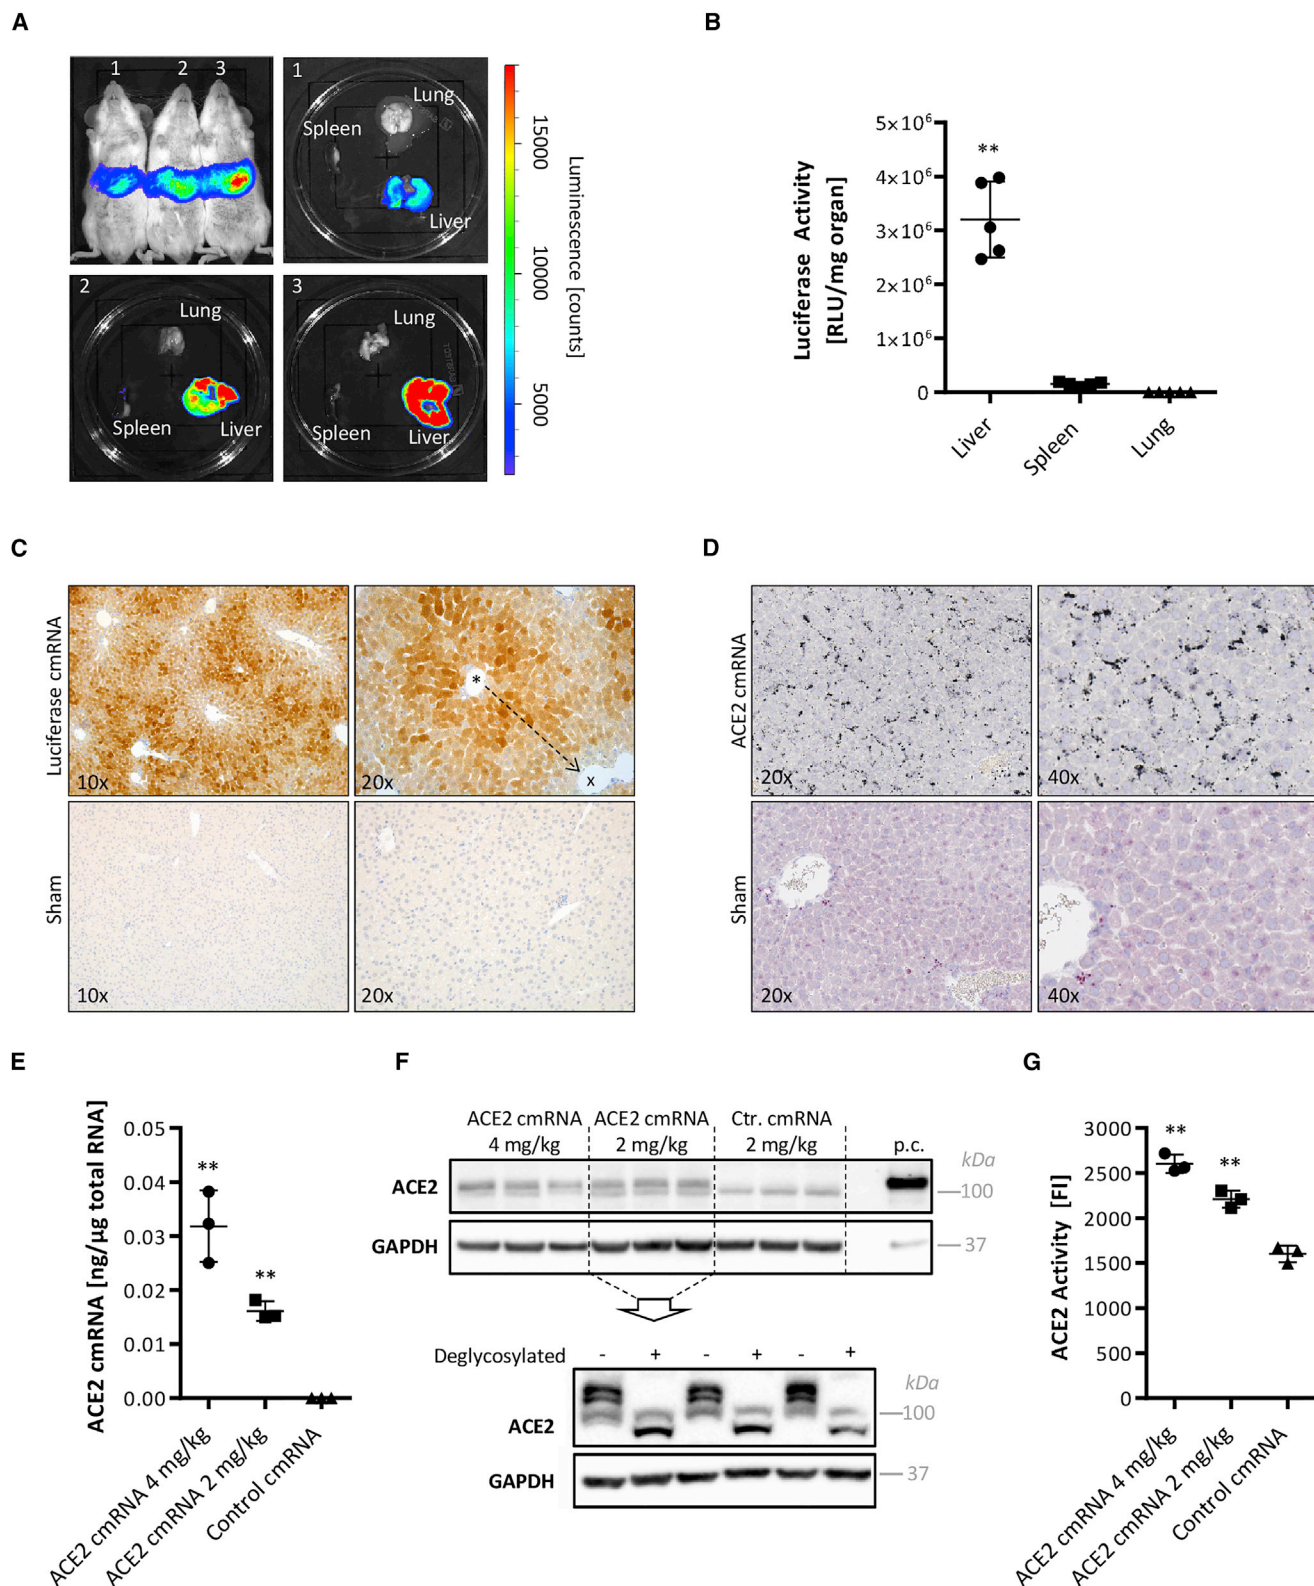 A
1 2 3
1
Lung
Spleen
Liver
2
Lung
Spleen
Liver
3
Lung
Spleen
Liver
15000
10000
5000
Luminescence [counts]
B
Luciferase Activity
[RLU/mg organ]
5×10⁶
4×10⁶
3×10⁶
2×10⁶
1×10⁶
0
**
Liver
Spleen
Lung
C
Luciferase cmRNA
10x
*
x
20x
Sham
10x
20x
D
ACE2 cmRNA
20x
40x
Sham
20x
40x
E
ACE2 cmRNA [ng/µg total RNA]
0.05
0.04
0.03
0.02
0.01
0.00
**
**
ACE2 cmRNA 4 mg/kg
ACE2 cmRNA 2 mg/kg
Control cmRNA
F
ACE2 cmRNA
4 mg/kg
ACE2 cmRNA
2 mg/kg
Ctr. cmRNA
2 mg/kg
p.c.
kDa
ACE2
100
GAPDH
37
Deglycosylated - + - + - +
kDa
100
ACE2
37
GAPDH
G
ACE2 Activity [FI]
3000
2500
2000
1500
1000
500
0
**
**
ACE2 cmRNA 4 mg/kg
ACE2 cmRNA 2 mg/kg
Control cmRNA